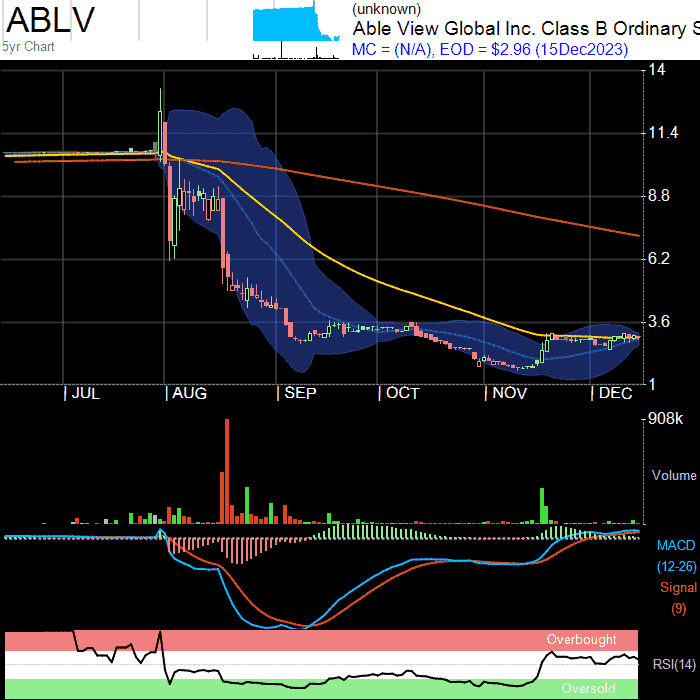 ABLV
5yr Chart
(unknown)
Able View Global Inc. Class B Ordinary S
MC = (N/A), EOD = $2.96 (15Dec2023)
14
11.4
8.8
6.2
3.6
1
JUL AUG SEP OCT NOV DEC
908k
Volume
MACD
(12-26)
Signal
(9)
Overbought
RSI(14)
Oversold